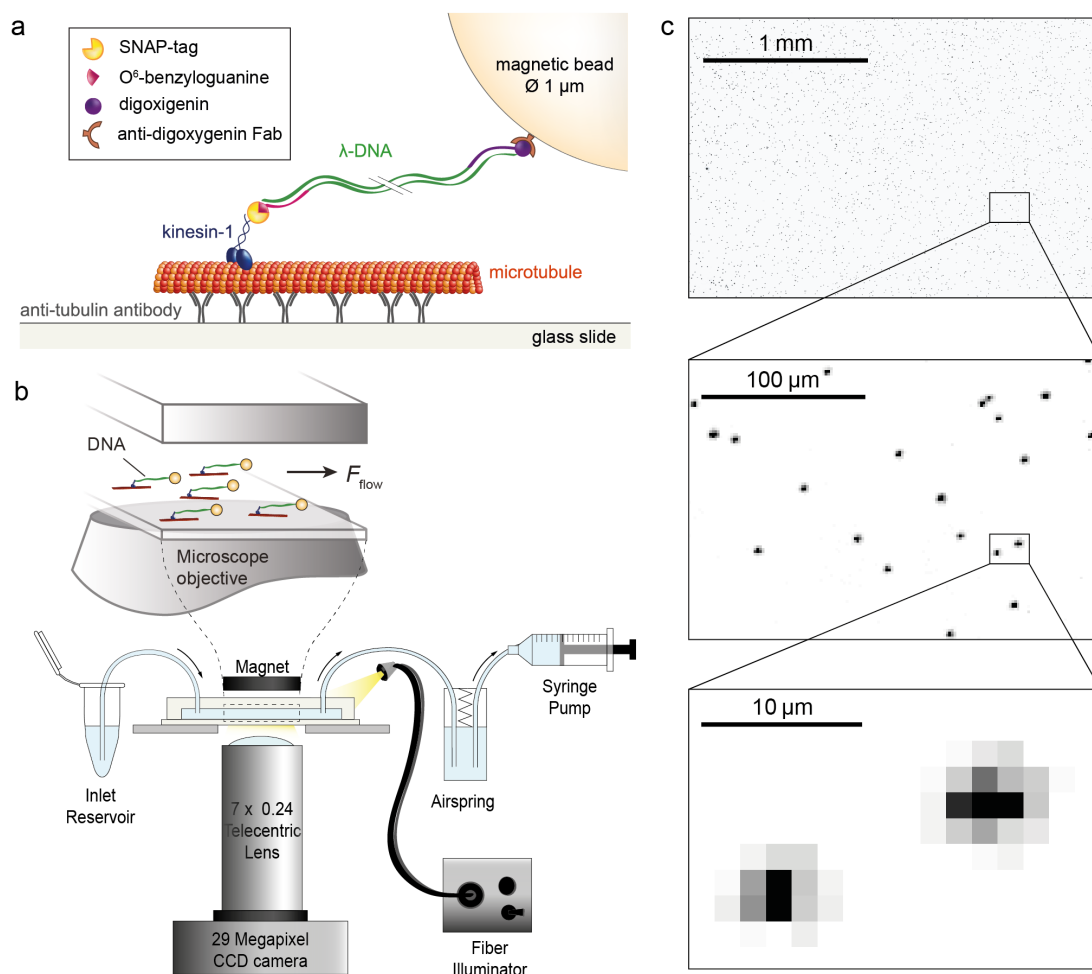 a
SNAP-tag
O⁶-benzyloguanine
digoxigenin
anti-digoxygenin Fab
magnetic bead
Ø 1 µm
λ-DNA
kinesin-1
microtubule
anti-tubulin antibody
glass slide
b
DNA
F flow
Microscope
objective
Magnet
Inlet
Reservoir
7 x 0.24
Telecentric
Lens
29 Megapixel
CCD camera
Airspring
Syringe
Pump
Fiber
Illuminator
c
1 mm
100 µm
10 µm